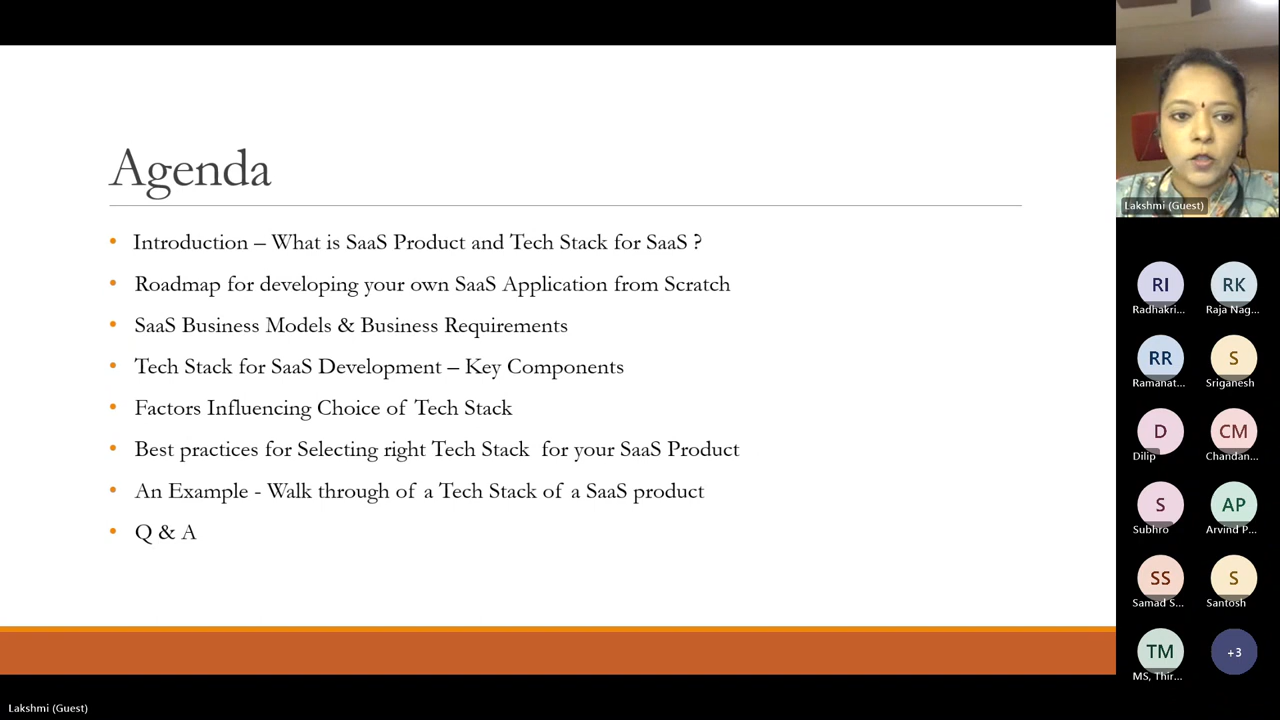 Agenda
• Introduction – What is SaaS Product and Tech Stack for SaaS ?
• Roadmap for developing your own SaaS Application from Scratch
• SaaS Business Models & Business Requirements
• Tech Stack for SaaS Development – Key Components
• Factors Influencing Choice of Tech Stack
• Best practices for Selecting right Tech Stack for your SaaS Product
• An Example - Walk through of a Tech Stack of a SaaS product
• Q & A
Lakshmi (Guest)
RI
RK
Radhakri...
Raja Nag...
RR
S
Ramanat...
Sriganesh
D
CM
Dilip
Chandan...
S
AP
Subhro
Arvind P...
SS
S
Samad S...
Santosh
TM
+3
MS, Thir...
Lakshmi (Guest)